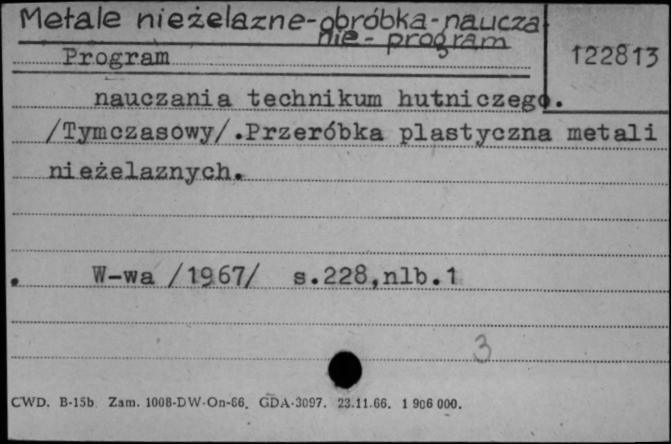 Metale nieżelazne-obróbka-naucza
nie - program
122813
Program
nauczania technikum hutniczego.
/Tymczasowy/.Przeróbka plastyczna metali
nieżelaznych.
W-wa /1967/ s.228,nlb.1
3
CWD. B-15b. Zam. 1008-DW-On-66. GDA-3097. 23.11.66. 1 906 000.